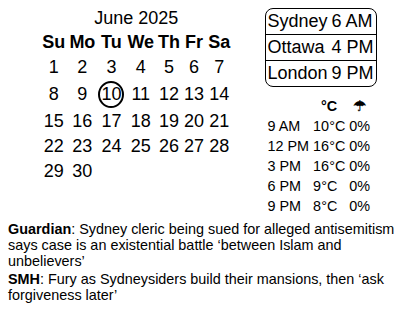 June 2025
Su Mo Tu We Th Fr Sa
1 2 3 4 5 6 7
8 9 10 11 12 13 14
15 16 17 18 19 20 21
22 23 24 25 26 27 28
29 30
Sydney 6 AM
Ottawa 4 PM
London 9 PM
°C ☂
9 AM 10°C 0%
12 PM 16°C 0%
3 PM 16°C 0%
6 PM 9°C 0%
9 PM 8°C 0%
Guardian: Sydney cleric being sued for alleged antisemitism
says case is an existential battle ‘between Islam and
unbelievers’
SMH: Fury as Sydneysiders build their mansions, then ‘ask
forgiveness later’